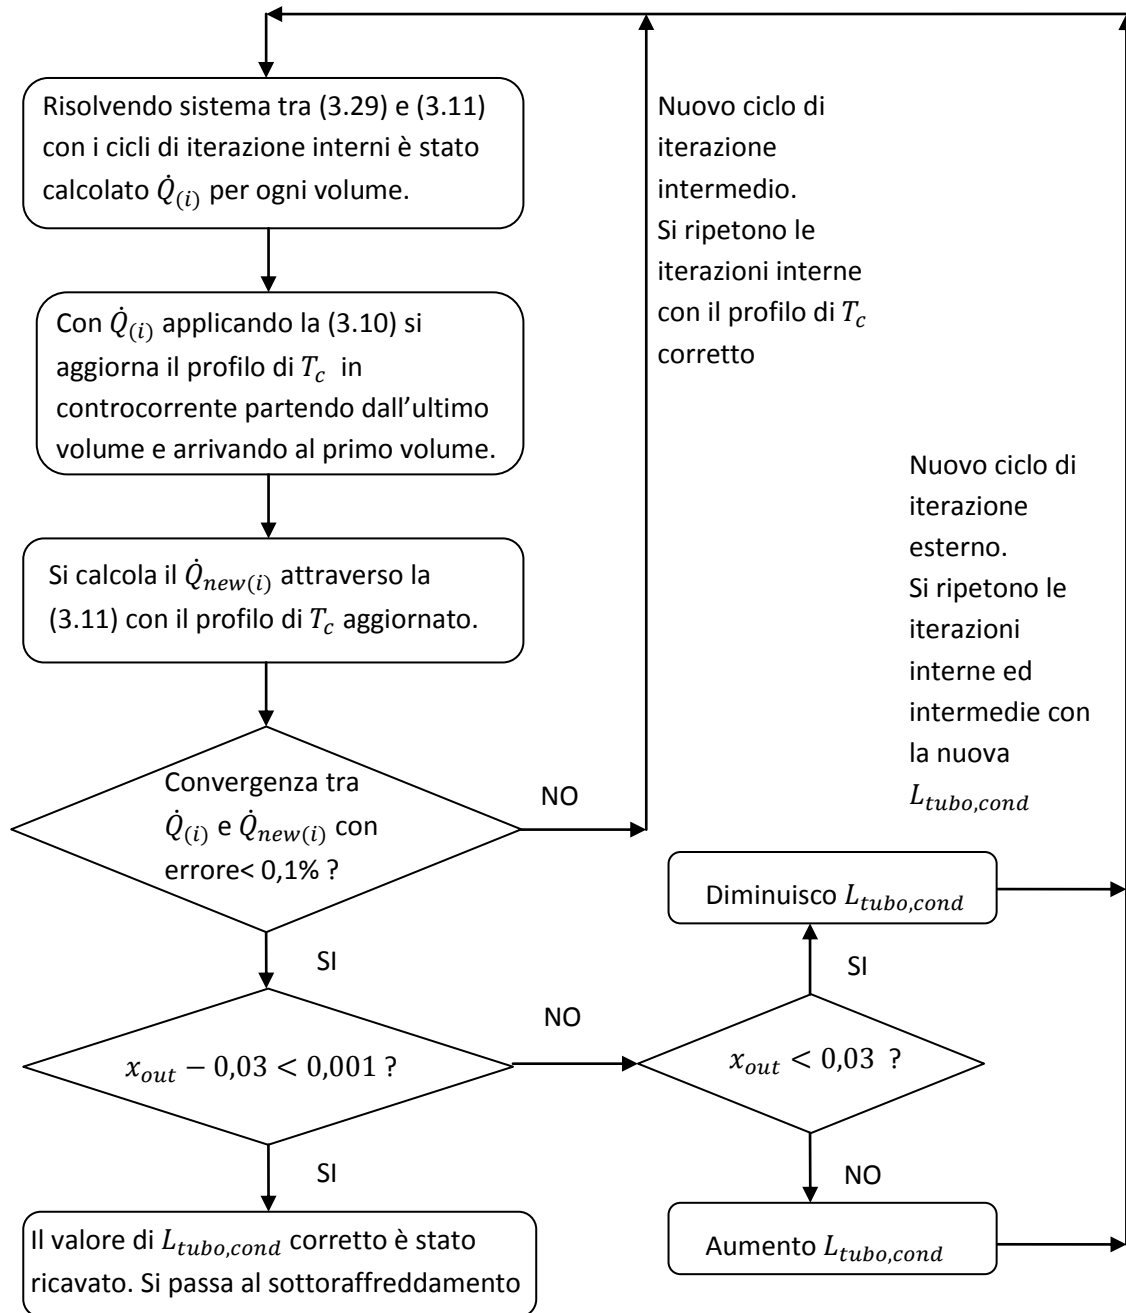 Risolvendo sistema tra (3.29) e (3.11)
con i cicli di iterazione interni è stato
calcolato Q̇(i) per ogni volume.
Nuovo ciclo di
iterazione
intermedio.
Si ripetono le
iterazioni interne
con il profilo di Tc
corretto
Con Q̇(i) applicando la (3.10) si
aggiorna il profilo di Tc in
controcorrente partendo dall'ultimo
volume e arrivando al primo volume.
Nuovo ciclo di
iterazione
esterno.
Si ripetono le
iterazioni
interne ed
intermedie con
la nuova
Ltubo,cond
Si calcola il Q̇new(i) attraverso la
(3.11) con il profilo di Tc aggiornato.
Convergenza tra
Q̇(i) e Q̇new(i) con
errore< 0,1% ?
NO
SI
Diminuisco Ltubo,cond
SI
xout − 0,03 < 0,001 ?
NO
xout < 0,03 ?
NO
SI
Aumento Ltubo,cond
Il valore di Ltubo,cond corretto è stato
ricavato. Si passa al sottoraffreddamento